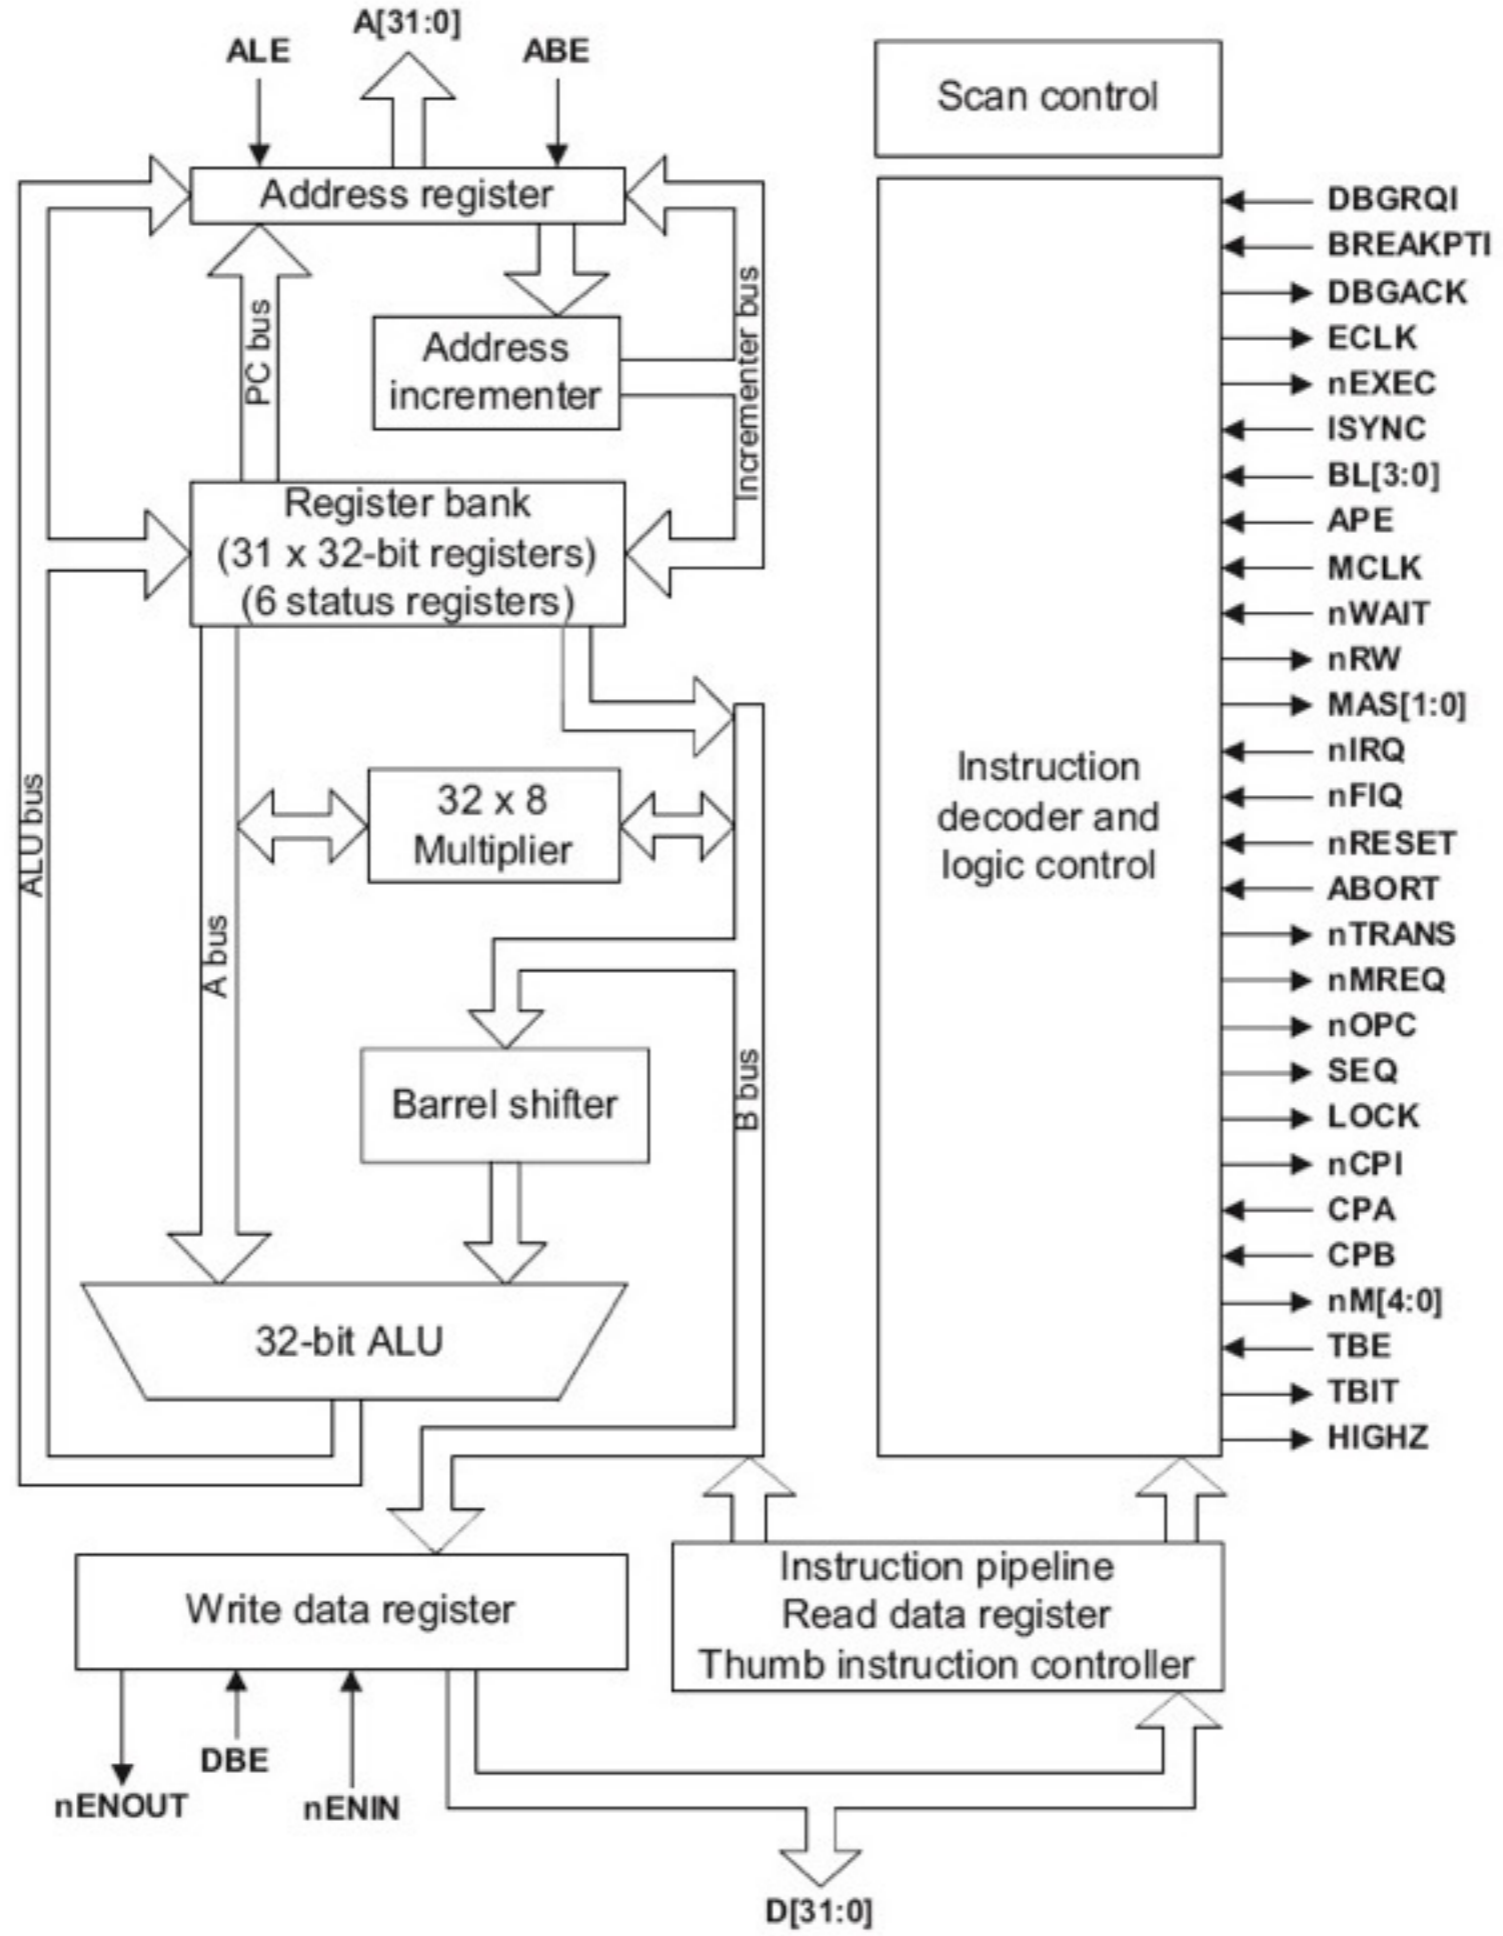 A[31:0]
ALE
ABE
Scan control
Address register
DBGRQI
BREAKPTI
DBGACK
ECLK
nEXEC
ISYNC
BL[3:0]
APE
MCLK
nWAIT
nRW
MAS[1:0]
nIRQ
nFIQ
nRESET
ABORT
nTRANS
nMREQ
nOPC
SEQ
LOCK
nCPI
CPA
CPB
nM[4:0]
TBE
TBIT
HIGHZ
PC bus
Address
incrementer
Incrementer bus
Register bank
(31 x 32-bit registers)
(6 status registers)
Instruction
decoder and
logic control
ALU bus
32 x 8
Multiplier
A bus
Barrel shifter
B bus
32-bit ALU
Write data register
Instruction pipeline
Read data register
Thumb instruction controller
nENOUT
DBE
nENIN
D[31:0]